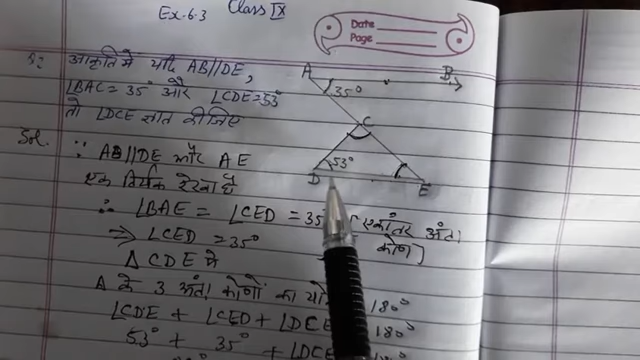 Ex-6.3 Class IX
Date
Page
आकृति में यदि AB//DE,
∠BAC = 35° और ∠CDE = 53°
तो ∠DCE ज्ञात कीजिए
A 35° B
C
53°
D E
Sol. ∵ AB//DE और AE
एक तिर्यक रेखा है
∴ ∠BAE = ∠CED = 35° [एकांतर अंतः
कोण]
⇒ ∠CED = 35°
△CDE में
△ के 3 अंतः कोणों का 180°
∠CDE + ∠CED + ∠DCE 180°
53° + 35° + ∠DCE 180°